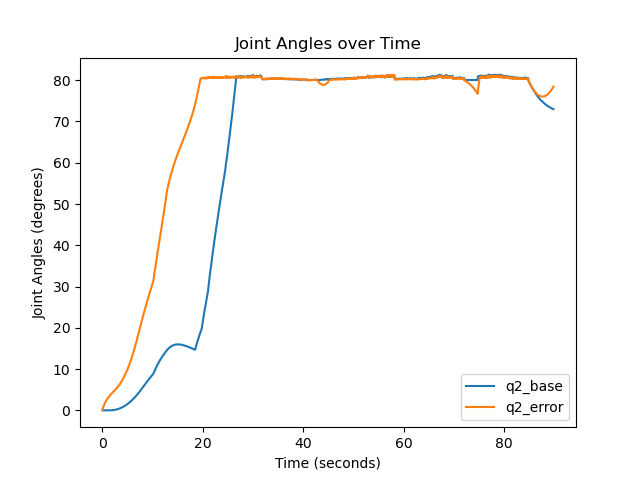 Joint Angles over Time
Joint Angles (degrees)
80
70
60
50
40
30
20
10
0
0 20 40 60 80
Time (seconds)
q2_base
q2_error